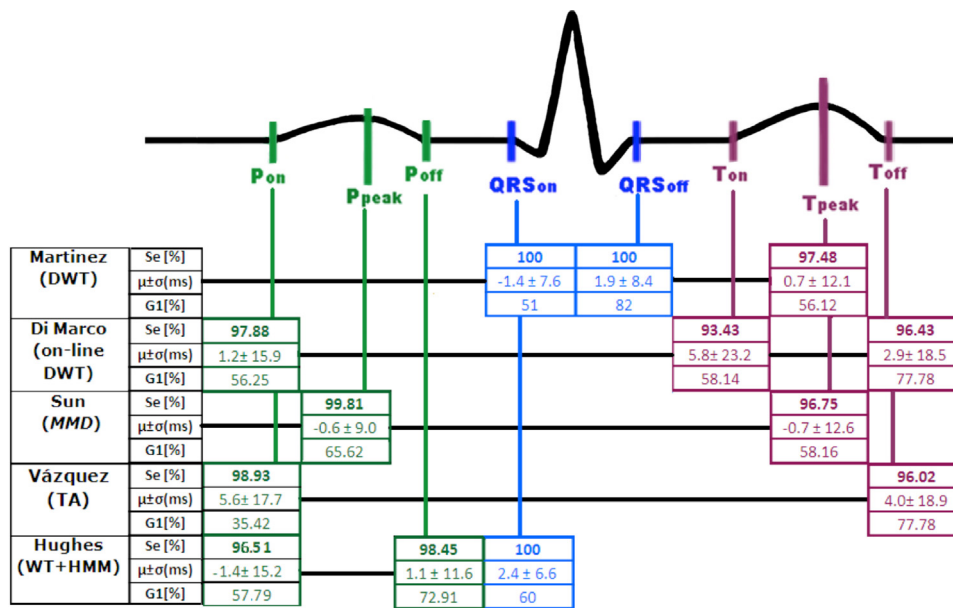 Pon
Ppeak
Poff
QRSon
QRSoff
Ton
Tpeak
Toff
Martinez
(DWT)
Se [%]
100
100
97.48
μ±σ(ms)
-1.4 ± 7.6
1.9 ± 8.4
0.7 ± 12.1
G1[%]
51
82
56.12
Di Marco
(on-line
DWT)
Se [%]
97.88
93.43
96.43
μ±σ(ms)
1.2± 15.9
5.8± 23.2
2.9± 18.5
G1[%]
56.25
58.14
77.78
Sun
(MMD)
Se [%]
99.81
96.75
μ±σ(ms)
-0.6 ± 9.0
-0.7 ± 12.6
G1[%]
65.62
58.16
Vázquez
(TA)
Se [%]
98.93
96.02
μ±σ(ms)
5.6± 17.7
4.0± 18.9
G1[%]
35.42
77.78
Hughes
(WT+HMM)
Se [%]
96.51
98.45
100
μ±σ(ms)
-1.4± 15.2
1.1 ± 11.6
2.4 ± 6.6
G1[%]
57.79
72.91
60